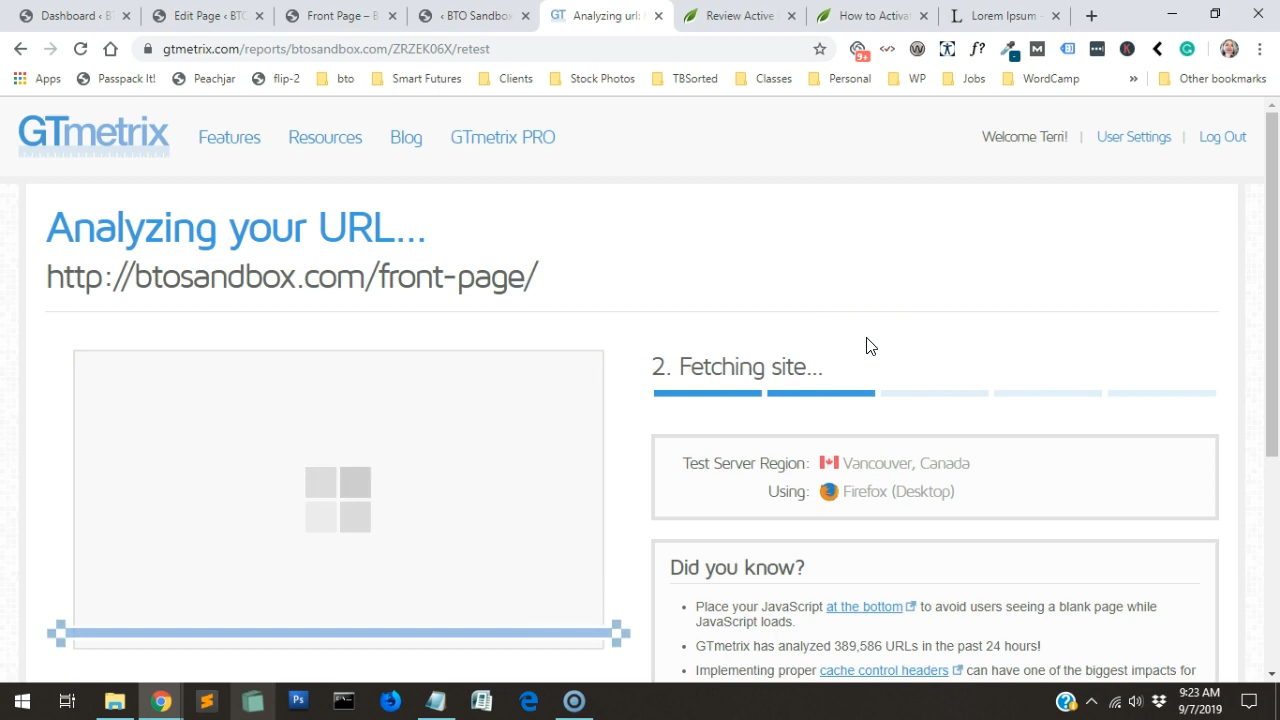 Dashboard ‹ B
Edit Page ‹ BTO
Front Page – B
‹ BTO Sandbox
GT
Analyzing url:
Review Active
How to Activa
L
Lorem Ipsum -
gtmetrix.com/reports/btosandbox.com/ZRZEK06X/retest
9+
f?
M
K
Apps
Passpack It!
Peachjar
flip-2
bto
Smart Futures
Clients
Stock Photos
TBSorted
Classes
Personal
WP
Jobs
WordCamp
»
Other bookmarks
GTmetrix
Features
Resources
Blog
GTmetrix PRO
Welcome Terri!
|
User Settings
|
Log Out
Analyzing your URL...
http://btosandbox.com/front-page/
2. Fetching site...
Test Server Region: Vancouver, Canada
Using: Firefox (Desktop)
Did you know?
• Place your JavaScript at the bottom to avoid users seeing a blank page while
JavaScript loads.
• GTmetrix has analyzed 389,586 URLs in the past 24 hours!
• Implementing proper cache control headers can have one of the biggest impacts for
Ps
9:23 AM
9/7/2019